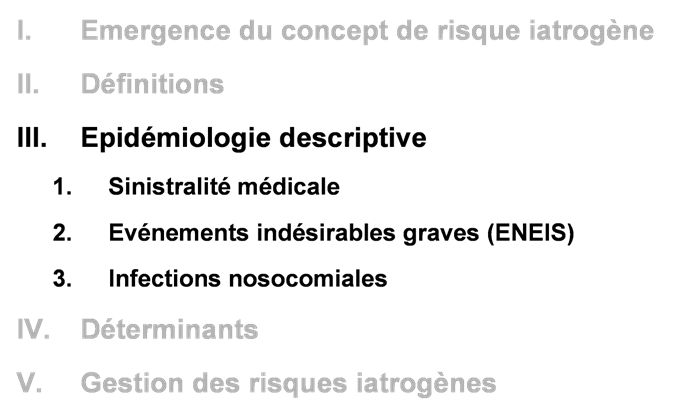 I. Emergence du concept de risque iatrogène
II. Définitions
III. Epidémiologie descriptive
1. Sinistralité médicale
2. Evénements indésirables graves (ENEIS)
3. Infections nosocomiales
IV. Déterminants
V. Gestion des risques iatrogènes